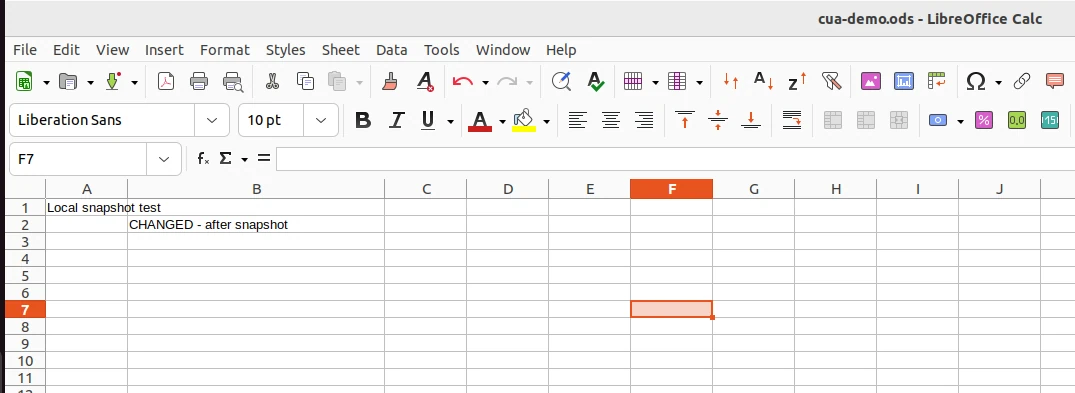 cua-demo.ods - LibreOffice Calc
File Edit View Insert Format Styles Sheet Data Tools Window Help
Liberation Sans 10 pt B I U A
F7 fx Σ =
A B C D E F G H I J
1 Local snapshot test
2 CHANGED - after snapshot
3
4
5
6
7
8
9
10
11
12